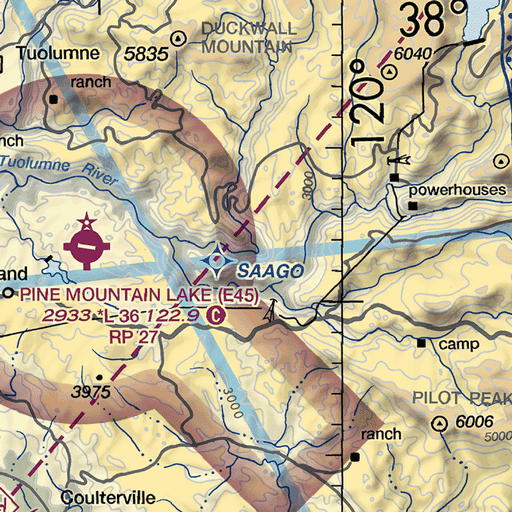 DUCKWALL
MOUNTAIN
38°
Tuolumne
5835
6040
ranch
120°
nch
Tuolumne River
3000
powerhouses
and
SAAGO
PINE MOUNTAIN LAKE (E45)
2933 *L 36 122.9 C
RP 27
camp
3975
3000
PILOT PEAK
6006
5000
ranch
Coulterville